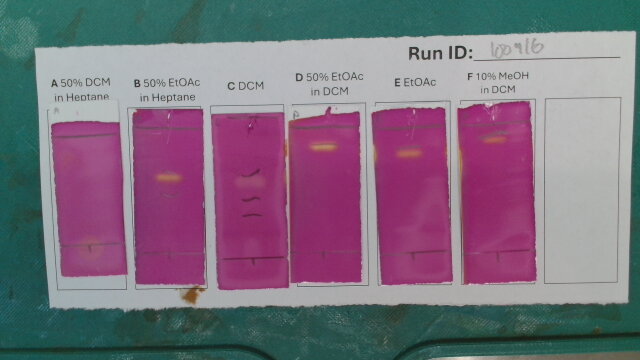 Run ID:
A 50% DCM
in Heptane
B 50% EtOAc
in Heptane
C DCM
D 50% EtOAc
in DCM
E EtOAc
F 10% MeOH
in DCM